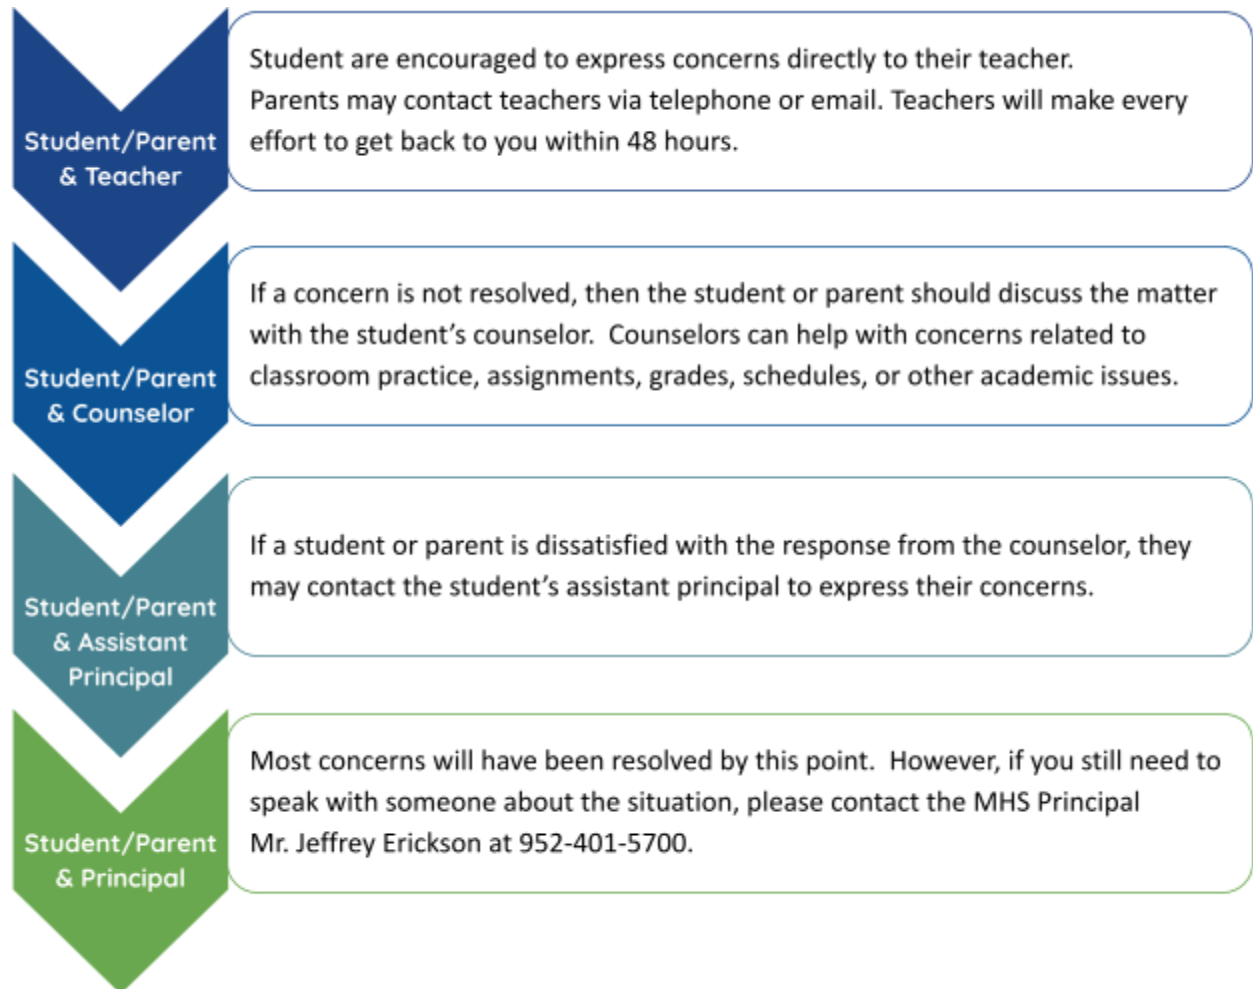 Student/Parent
& Teacher
Student are encouraged to express concerns directly to their teacher.
Parents may contact teachers via telephone or email. Teachers will make every
effort to get back to you within 48 hours.
Student/Parent
& Counselor
If a concern is not resolved, then the student or parent should discuss the matter
with the student’s counselor.  Counselors can help with concerns related to
classroom practice, assignments, grades, schedules, or other academic issues.
Student/Parent
& Assistant
Principal
If a student or parent is dissatisfied with the response from the counselor, they
may contact the student’s assistant principal to express their concerns.
Student/Parent
& Principal
Most concerns will have been resolved by this point.  However, if you still need to
speak with someone about the situation, please contact the MHS Principal
Mr. Jeffrey Erickson at 952-401-5700.